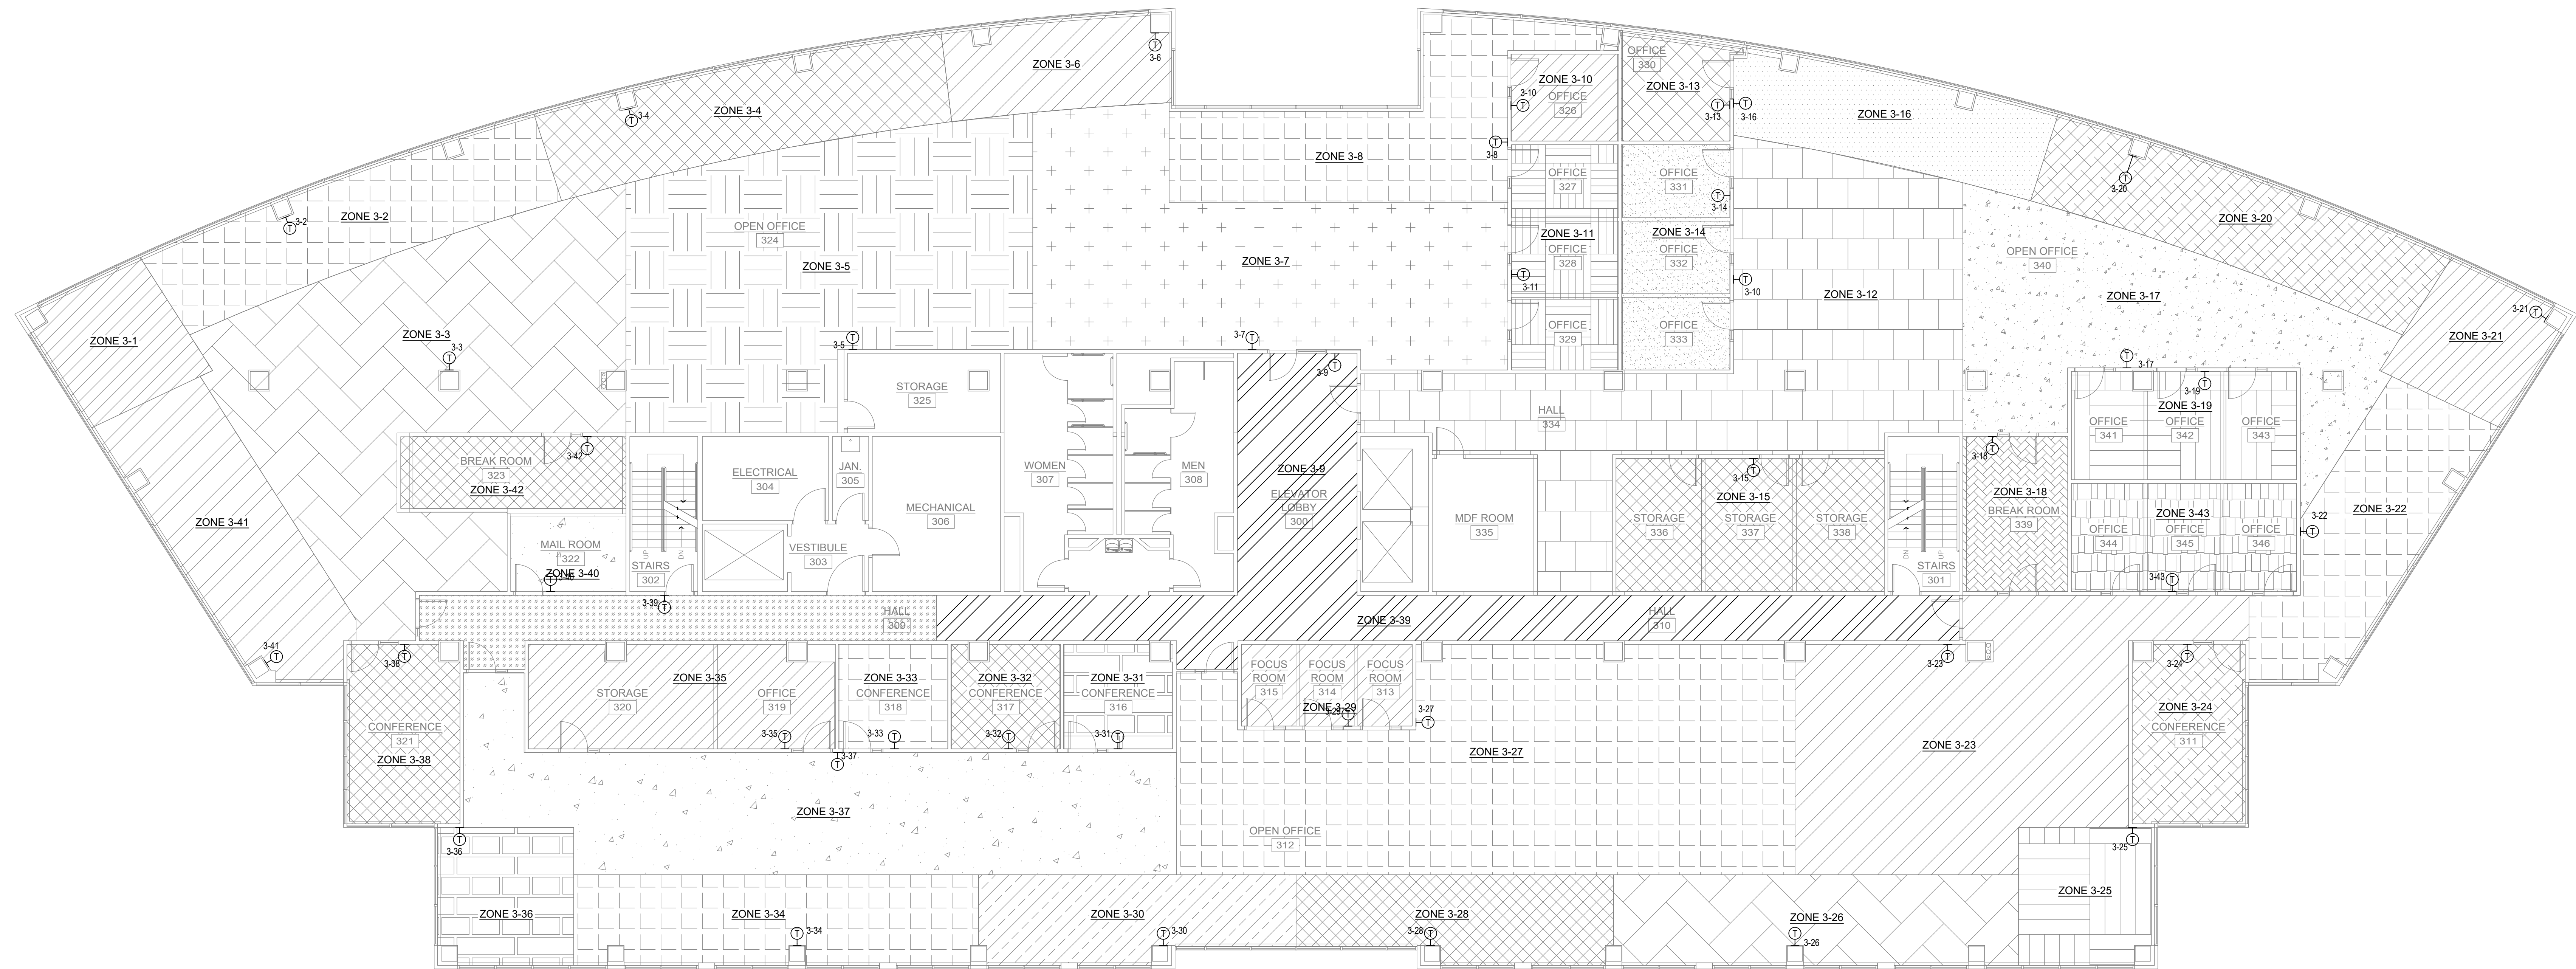 ZONE 3-6
T
3-6
ZONE 3-4
T
3-4
ZONE 3-2
T
3-2
ZONE 3-1
ZONE 3-3
3-3
T
OPEN OFFICE
324
ZONE 3-5
T
3-5
ZONE 3-7
3-7
T
ZONE 3-8
T
3-8
ZONE 3-10
3-10
T
OFFICE
326
OFFICE
330
ZONE 3-13
T
3-13
T
3-16
ZONE 3-16
OFFICE
327
OFFICE
331
T
3-14
ZONE 3-11
OFFICE
328
T
3-11
ZONE 3-14
OFFICE
332
T
3-10
OFFICE
329
OFFICE
333
ZONE 3-12
T
3-20
ZONE 3-20
OPEN OFFICE
340
ZONE 3-17
3-21
T
ZONE 3-21
T
3-17
T
3-19
ZONE 3-19
OFFICE
341
OFFICE
342
OFFICE
343
STORAGE
325
T
3-9
ZONE 3-9
ELEVATOR
LOBBY
300
HALL
334
BREAK ROOM
323
ZONE 3-42
T
3-42
ELECTRICAL
304
JAN.
305
MECHANICAL
306
WOMEN
307
MEN
308
MDF ROOM
335
T
3-15
ZONE 3-15
STORAGE
336
STORAGE
337
STORAGE
338
T
3-18
ZONE 3-18
BREAK ROOM
339
ZONE 3-43
OFFICE
344
OFFICE
345
OFFICE
346
T
3-43
3-22
T
ZONE 3-22
ZONE 3-41
MAIL ROOM
322
ZONE 3-40
T
3-40
UP
DN
STAIRS
302
VESTIBULE
303
DN
UP
STAIRS
301
T
3-39
HALL
309
ZONE 3-39
HALL
310
3-41
T
T
3-38
CONFERENCE
321
ZONE 3-38
ZONE 3-35
STORAGE
320
OFFICE
319
T
3-35
ZONE 3-33
CONFERENCE
318
3-33
T
ZONE 3-32
CONFERENCE
317
T
3-32
ZONE 3-31
CONFERENCE
316
T
3-31
FOCUS
ROOM
315
FOCUS
ROOM
314
FOCUS
ROOM
313
ZONE 3-29
3-29
T
3-27
T
ZONE 3-27
T
3-23
ZONE 3-23
T
3-24
ZONE 3-24
CONFERENCE
311
T
3-37
ZONE 3-37
OPEN OFFICE
312
T
3-36
T
3-25
ZONE 3-25
ZONE 3-36
ZONE 3-34
T
3-34
ZONE 3-30
T
3-30
ZONE 3-28
T
3-28
ZONE 3-26
T
3-26